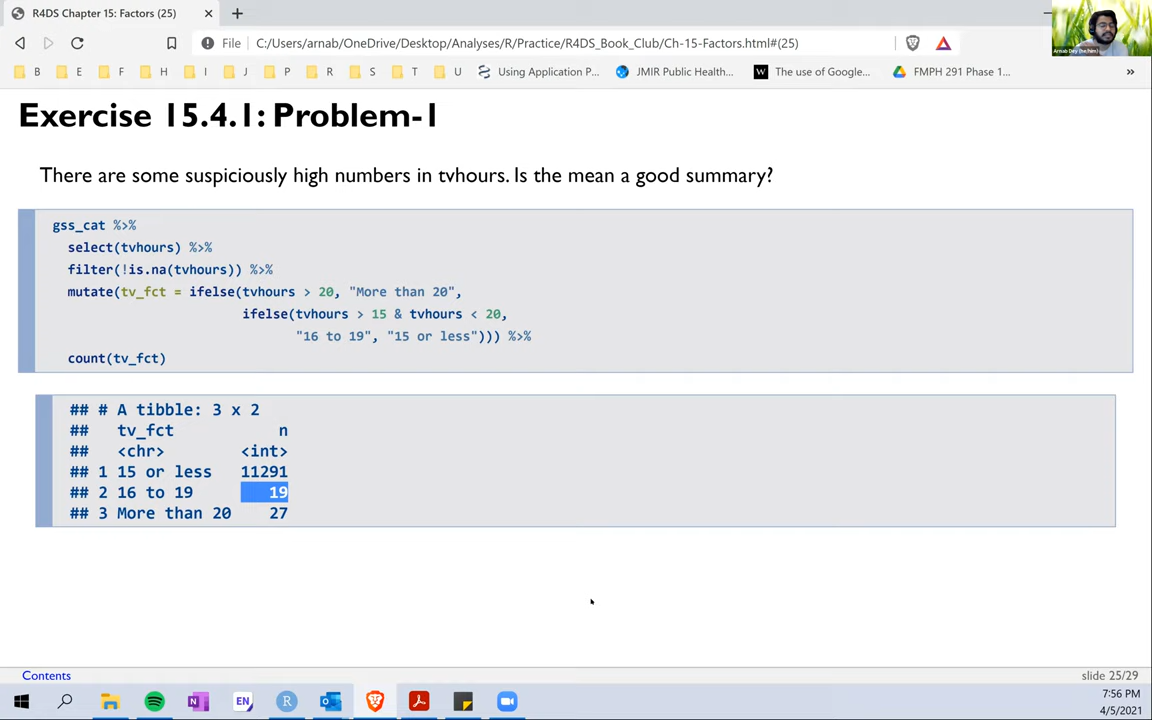 R4DS Chapter 15: Factors (25)
File C:/Users/arnab/OneDrive/Desktop/Analyses/R/Practice/R4DS_Book_Club/Ch-15-Factors.html#(25)
B E F H I J P R S T U Using Application P... JMIR Public Health... W The use of Google... FMPH 291 Phase 1... »
Arnab Dey (he/him)
Exercise 15.4.1: Problem-1
There are some suspiciously high numbers in tvhours. Is the mean a good summary?
gss_cat %>%
select(tvhours) %>%
filter(!is.na(tvhours)) %>%
mutate(tv_fct = ifelse(tvhours > 20, "More than 20",
ifelse(tvhours > 15 & tvhours < 20,
"16 to 19", "15 or less"))) %>%
count(tv_fct)
## # A tibble: 3 x 2
## tv_fct n
## <chr> <int>
## 1 15 or less 11291
## 2 16 to 19 19
## 3 More than 20 27
Contents
slide 25/29
N EN R
7:56 PM
4/5/2021